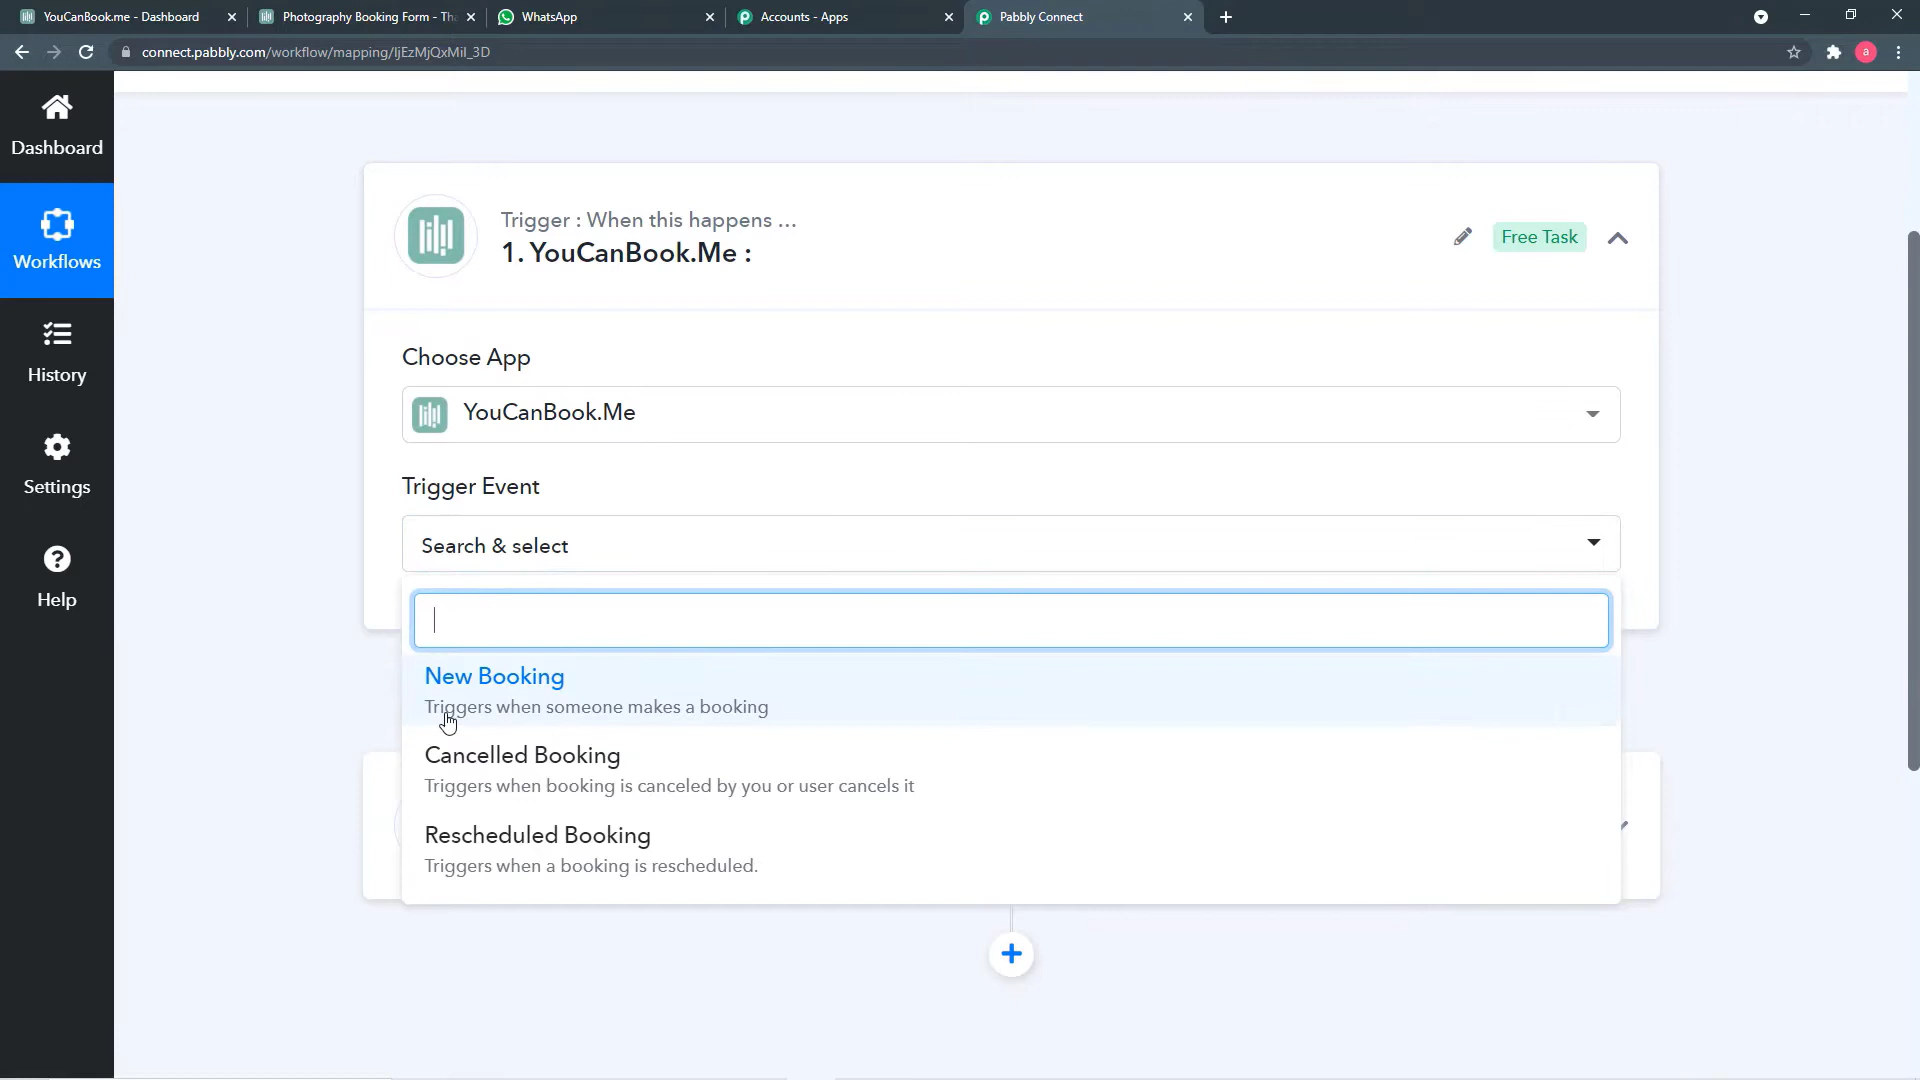 YouCanBook.me - Dashboard
Photography Booking Form - Tha
WhatsApp
Accounts - Apps
Pabbly Connect
connect.pabbly.com/workflow/mapping/IjEzMjQxMiI_3D
a
Dashboard
Workflows
History
Settings
Help
Trigger : When this happens ...
1. YouCanBook.Me :
Free Task
Choose App
YouCanBook.Me
Trigger Event
Search & select
New Booking
Triggers when someone makes a booking
Cancelled Booking
Triggers when booking is canceled by you or user cancels it
Rescheduled Booking
Triggers when a booking is rescheduled.